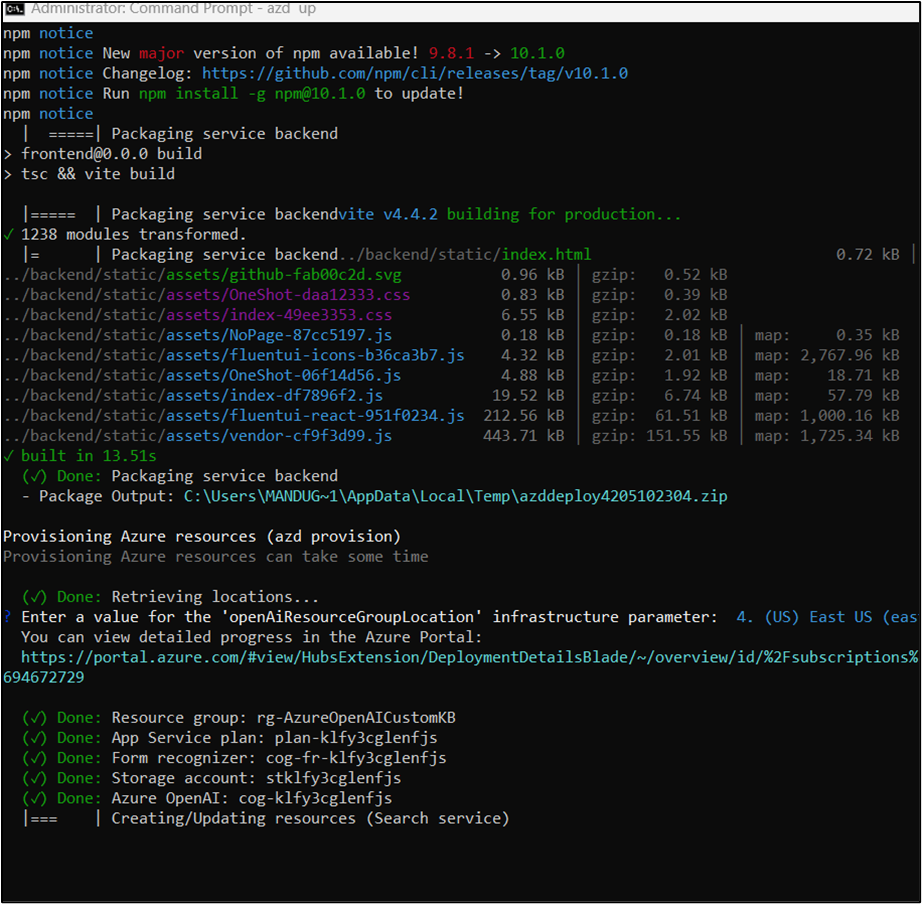 Administrator: Command Prompt - azd  up
npm notice
npm notice New major version of npm available! 9.8.1 -> 10.1.0
npm notice Changelog: https://github.com/npm/cli/releases/tag/v10.1.0
npm notice Run npm install -g npm@10.1.0 to update!
npm notice
  |  =====| Packaging service backend
> frontend@0.0.0 build
> tsc && vite build
  |=====  | Packaging service backendvite v4.4.2 building for production...
✓ 1238 modules transformed.
  |=      | Packaging service backend../backend/static/index.html                           0.72 kB │
../backend/static/assets/github-fab00c2d.svg           0.96 kB │ gzip:   0.52 kB
../backend/static/assets/OneShot-daa12333.css          0.83 kB │ gzip:   0.39 kB
../backend/static/assets/index-49ee3353.css            6.55 kB │ gzip:   2.02 kB
../backend/static/assets/NoPage-87cc5197.js            0.18 kB │ gzip:   0.18 kB │ map:     0.35 kB
../backend/static/assets/fluentui-icons-b36ca3b7.js    4.32 kB │ gzip:   2.01 kB │ map: 2,767.96 kB
../backend/static/assets/OneShot-06f14d56.js           4.88 kB │ gzip:   1.92 kB │ map:    18.71 kB
../backend/static/assets/index-df7896f2.js            19.52 kB │ gzip:   6.74 kB │ map:    57.79 kB
../backend/static/assets/fluentui-react-951f0234.js  212.56 kB │ gzip:  61.51 kB │ map: 1,000.16 kB
../backend/static/assets/vendor-cf9f3d99.js          443.71 kB │ gzip: 151.55 kB │ map: 1,725.34 kB
✓ built in 13.51s
  (✓) Done: Packaging service backend
  - Package Output: C:\Users\MANDUG~1\AppData\Local\Temp\azddeploy4205102304.zip
Provisioning Azure resources (azd provision)
Provisioning Azure resources can take some time
  (✓) Done: Retrieving locations...
? Enter a value for the 'openAiResourceGroupLocation' infrastructure parameter:  4. (US) East US (eas
  You can view detailed progress in the Azure Portal:
  https://portal.azure.com/#view/HubsExtension/DeploymentDetailsBlade/~/overview/id/%2Fsubscriptions%
694672729
  (✓) Done: Resource group: rg-AzureOpenAICustomKB
  (✓) Done: App Service plan: plan-klfy3cglenfjs
  (✓) Done: Form recognizer: cog-fr-klfy3cglenfjs
  (✓) Done: Storage account: stklfy3cglenfjs
  (✓) Done: Azure OpenAI: cog-klfy3cglenfjs
  |===    | Creating/Updating resources (Search service)